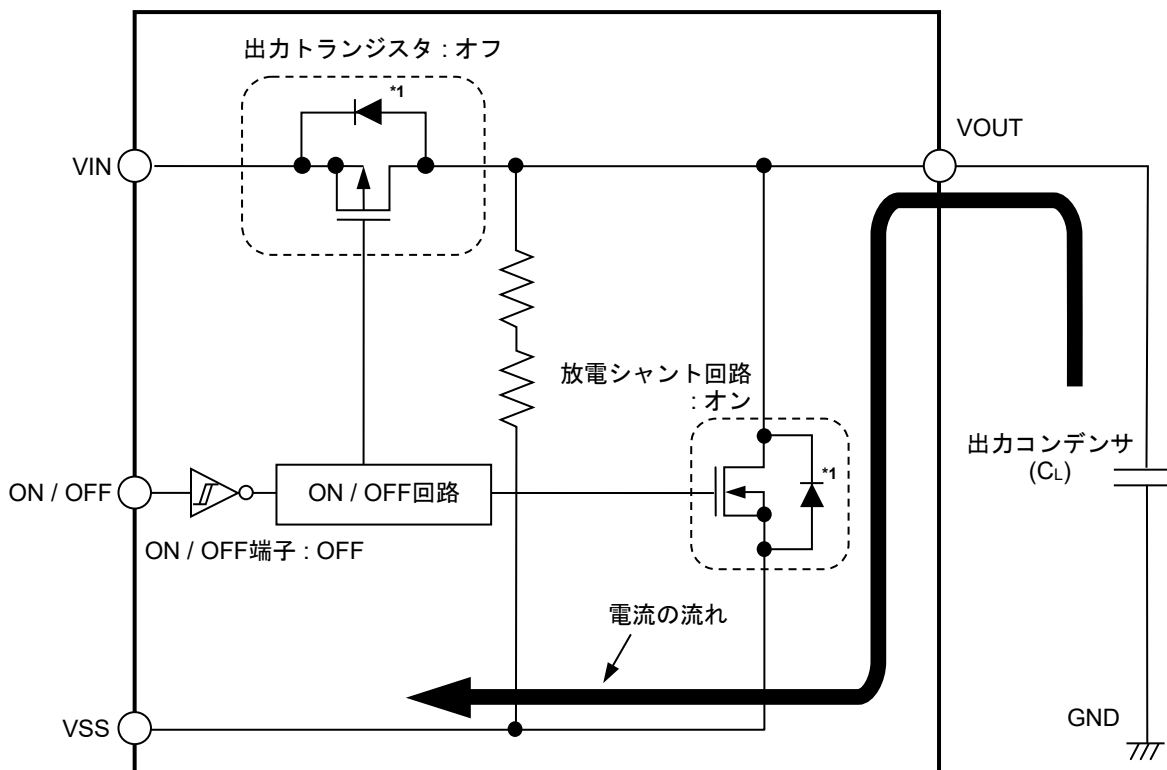 出力トランジスタ : オフ
*1
VOUT
VIN
放電シャント回路
: オン
*1
出力コンデンサ
(CL)
ON / OFF
ON / OFF回路
ON / OFF端子 : OFF
電流の流れ
VSS
GND